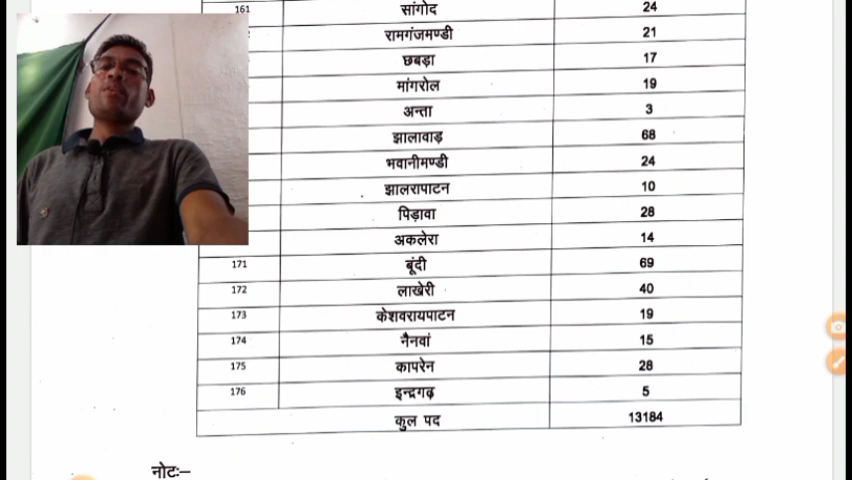 161 सांगोद 24
रामगंजमण्डी 21
छबड़ा 17
मांगरोल 19
अन्ता 3
झालावाड़ 68
भवानीमण्डी 24
झालरापाटन 10
पिड़ावा 28
अकलेरा 14
171 बूंदी 69
172 लाखेरी 40
173 केशवरायपाटन 19
174 नैनवां 15
175 कापरेन 28
176 इन्द्रगढ़ 5
कुल पद 13184
नोटः–